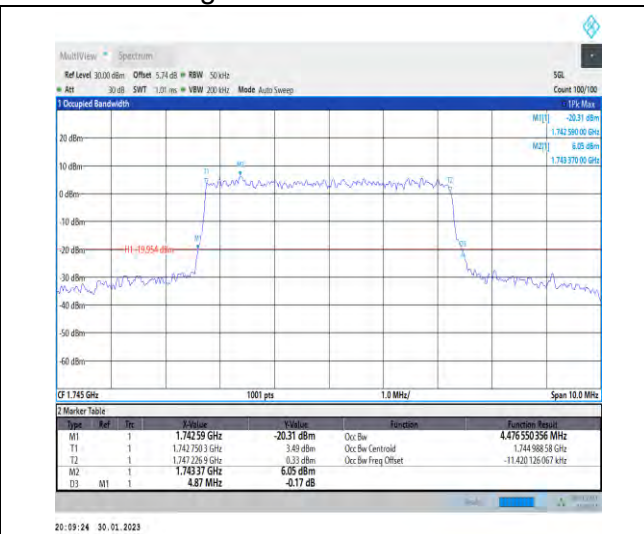 MultiView Spectrum
Ref Level 30.00 dBm Offset 5.74 dB RBW 50 kHz SGL
Att 30 dB SWT 1.01 ms VBW 200 kHz Mode Auto Sweep Count 100/100
1 Occupied Bandwidth 1Pk Max
M1[1] -20.31 dBm
1.742 590 00 GHz
M2[1] 6.05 dBm
1.743 370 00 GHz
20 dBm
10 dBm
0 dBm
-10 dBm
-20 dBm
H1 -19.954 dBm
-30 dBm
-40 dBm
-50 dBm
-60 dBm
T1
M2
T2
M1
D3
CF 1.745 GHz 1001 pts 1.0 MHz/ Span 10.0 MHz
2 Marker Table
Type Ref Trc X-Value Y-Value Function Function Result
M1 1 1.742 59 GHz -20.31 dBm Occ Bw 4.476 550 356 MHz
T1 1 1.742 750 3 GHz 3.49 dBm Occ Bw Centroid 1.744 988 58 GHz
T2 1 1.747 226 9 GHz 0.33 dBm Occ Bw Freq Offset -11.420 126 067 kHz
M2 1 1.743 37 GHz 6.05 dBm
D3 M1 1 4.87 MHz -0.17 dB
20:09:24 30.01.2023